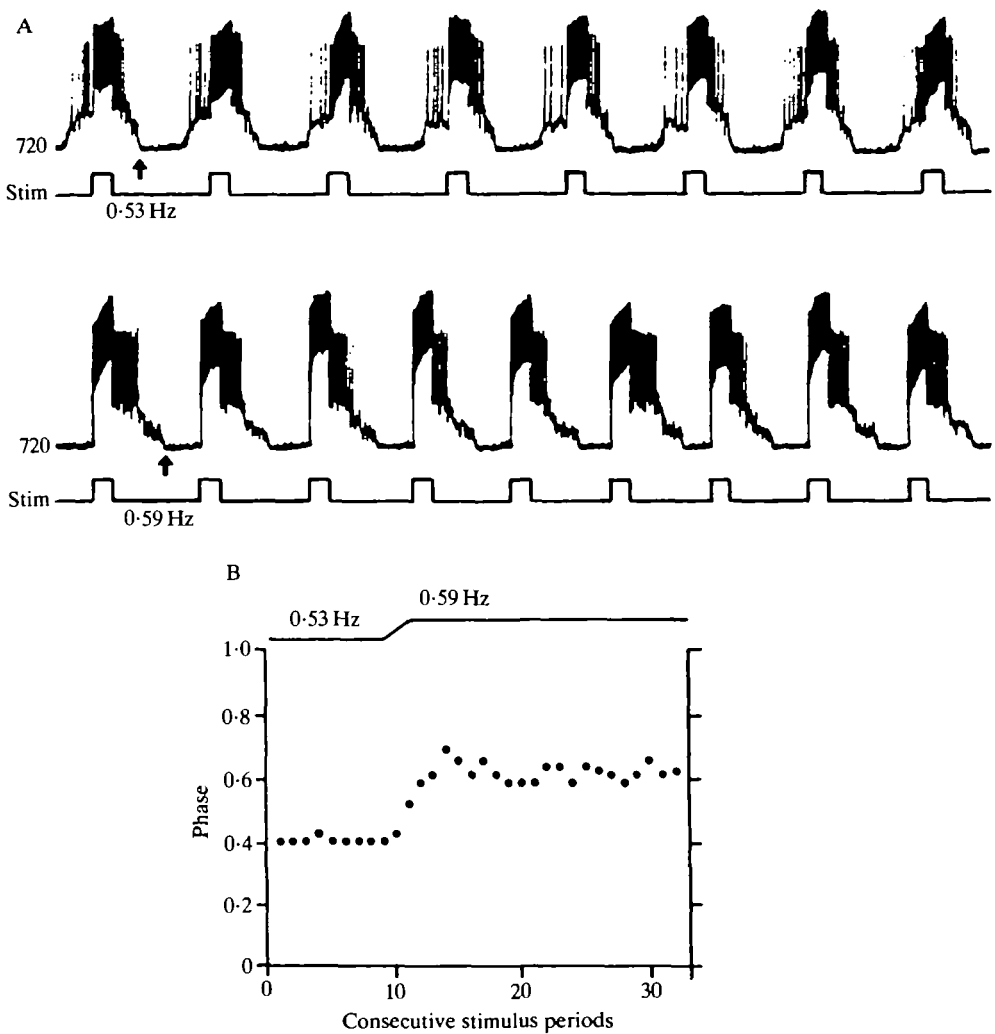 A
720
Stim
0·53 Hz
720
Stim
0·59 Hz
B
0·53 Hz
0·59 Hz
1·0
0·8
0·6
0·4
0·2
0
Phase
0
10
20
30
Consecutive stimulus periods